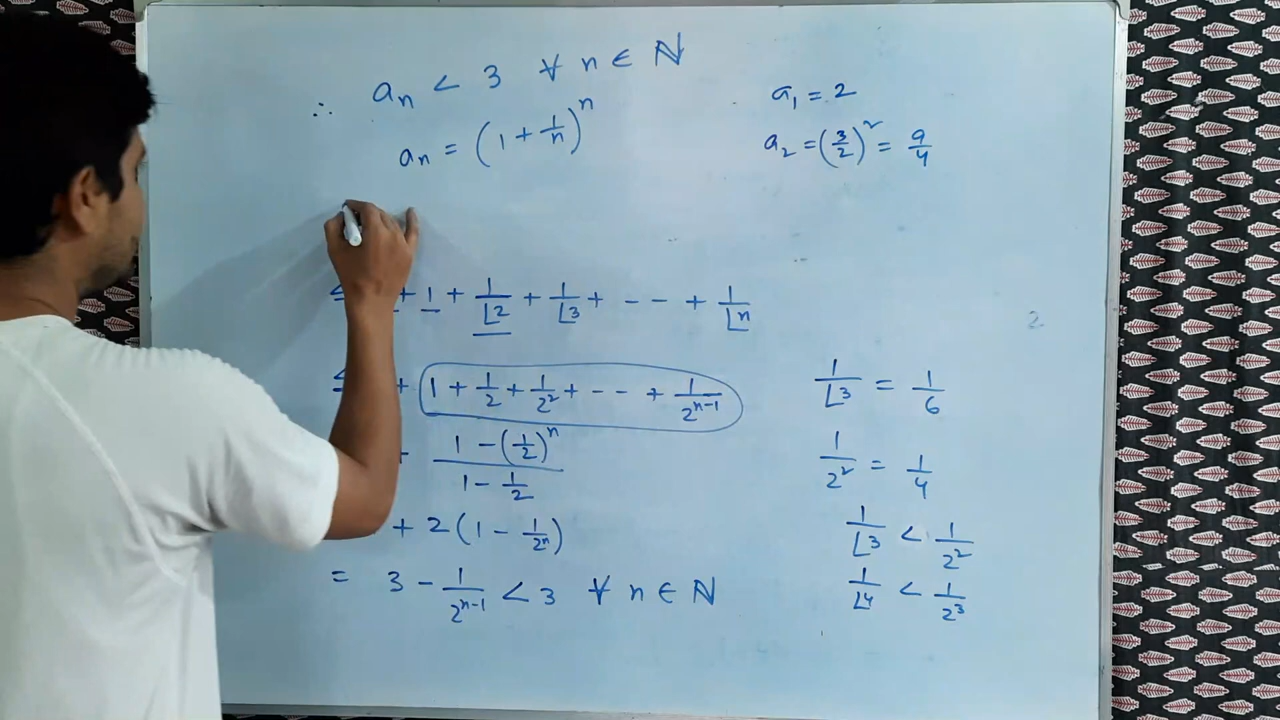 ∴ aₙ < 3 ∀ n ∈ ℕ
aₙ = (1 + 1/n)ⁿ
a₁ = 2
a₂ = (3/2)² = 9/4
≤ + 1 + 1/∟2 + 1/∟3 + - - + 1/∟n
2
≤ + 1 + 1/2 + 1/2² + - - + 1/2ⁿ⁻¹
+ (1 - (1/2)ⁿ)/(1 - 1/2)
+ 2(1 - 1/2ⁿ)
= 3 - 1/2ⁿ⁻¹ < 3 ∀ n ∈ ℕ
1/∟3 = 1/6
1/2² = 1/4
1/∟3 < 1/2²
1/∟4 < 1/2³